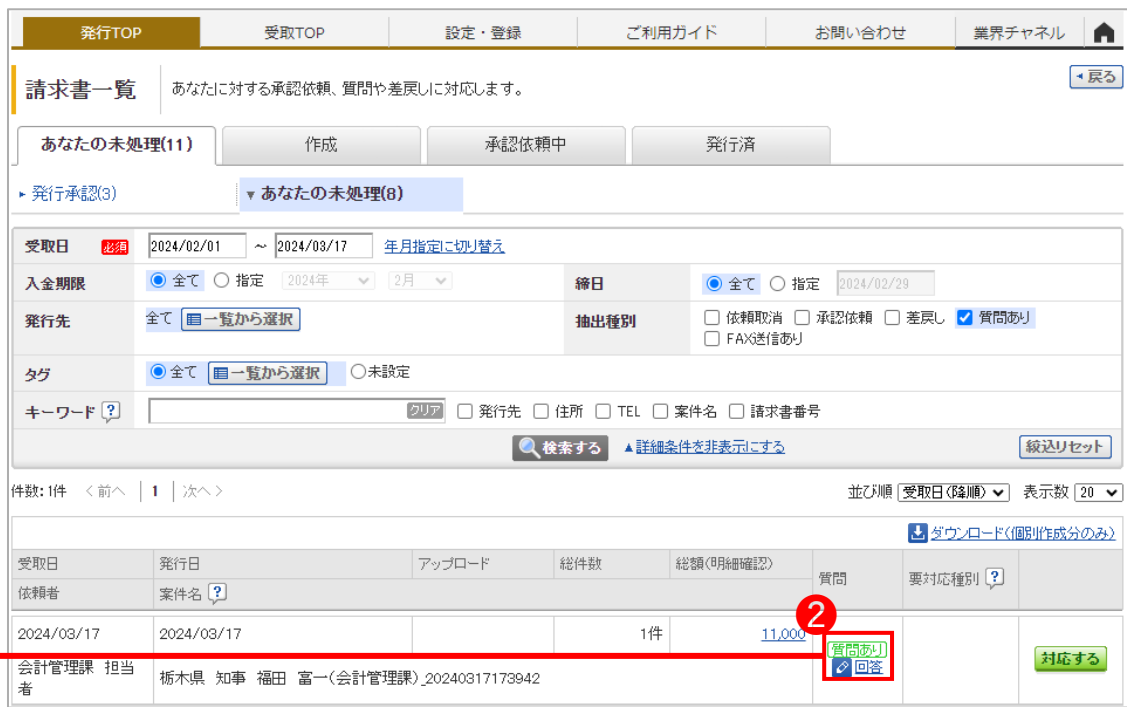 発行TOP 受取TOP 設定・登録 ご利用ガイド お問い合わせ 業界チャネル
請求書一覧 あなたに対する承認依頼、質問や差戻しに対応します。 戻る
あなたの未処理(11) 作成 承認依頼中 発行済
発行承認(3) あなたの未処理(8)
受取日 必須 2024/02/01 ～ 2024/03/17 年月指定に切り替え
入金期限 全て 指定 2024年 2月 締日 全て 指定 2024/02/29
発行先 全て 一覧から選択 抽出種別 依頼取消 承認依頼 差戻し 質問あり
FAX送信あり
タグ 全て 一覧から選択 未設定
キーワード ? クリア 発行先 住所 TEL 案件名 請求書番号
検索する ▲詳細条件を非表示にする 絞込リセット
件数:1件 <前へ 1 次へ> 並び順 受取日(降順) 表示数 20
ダウンロード(個別作成分のみ)
受取日 発行日 アップロード 総件数 総額(明細確認) 質問 要対応種別 ?
依頼者 案件名 ?
2
2024/03/17 2024/03/17 1件 11,000 質問あり 回答 対応する
会計管理課 担当者 栃木県 知事 福田 富一(会計管理課)_20240317173942